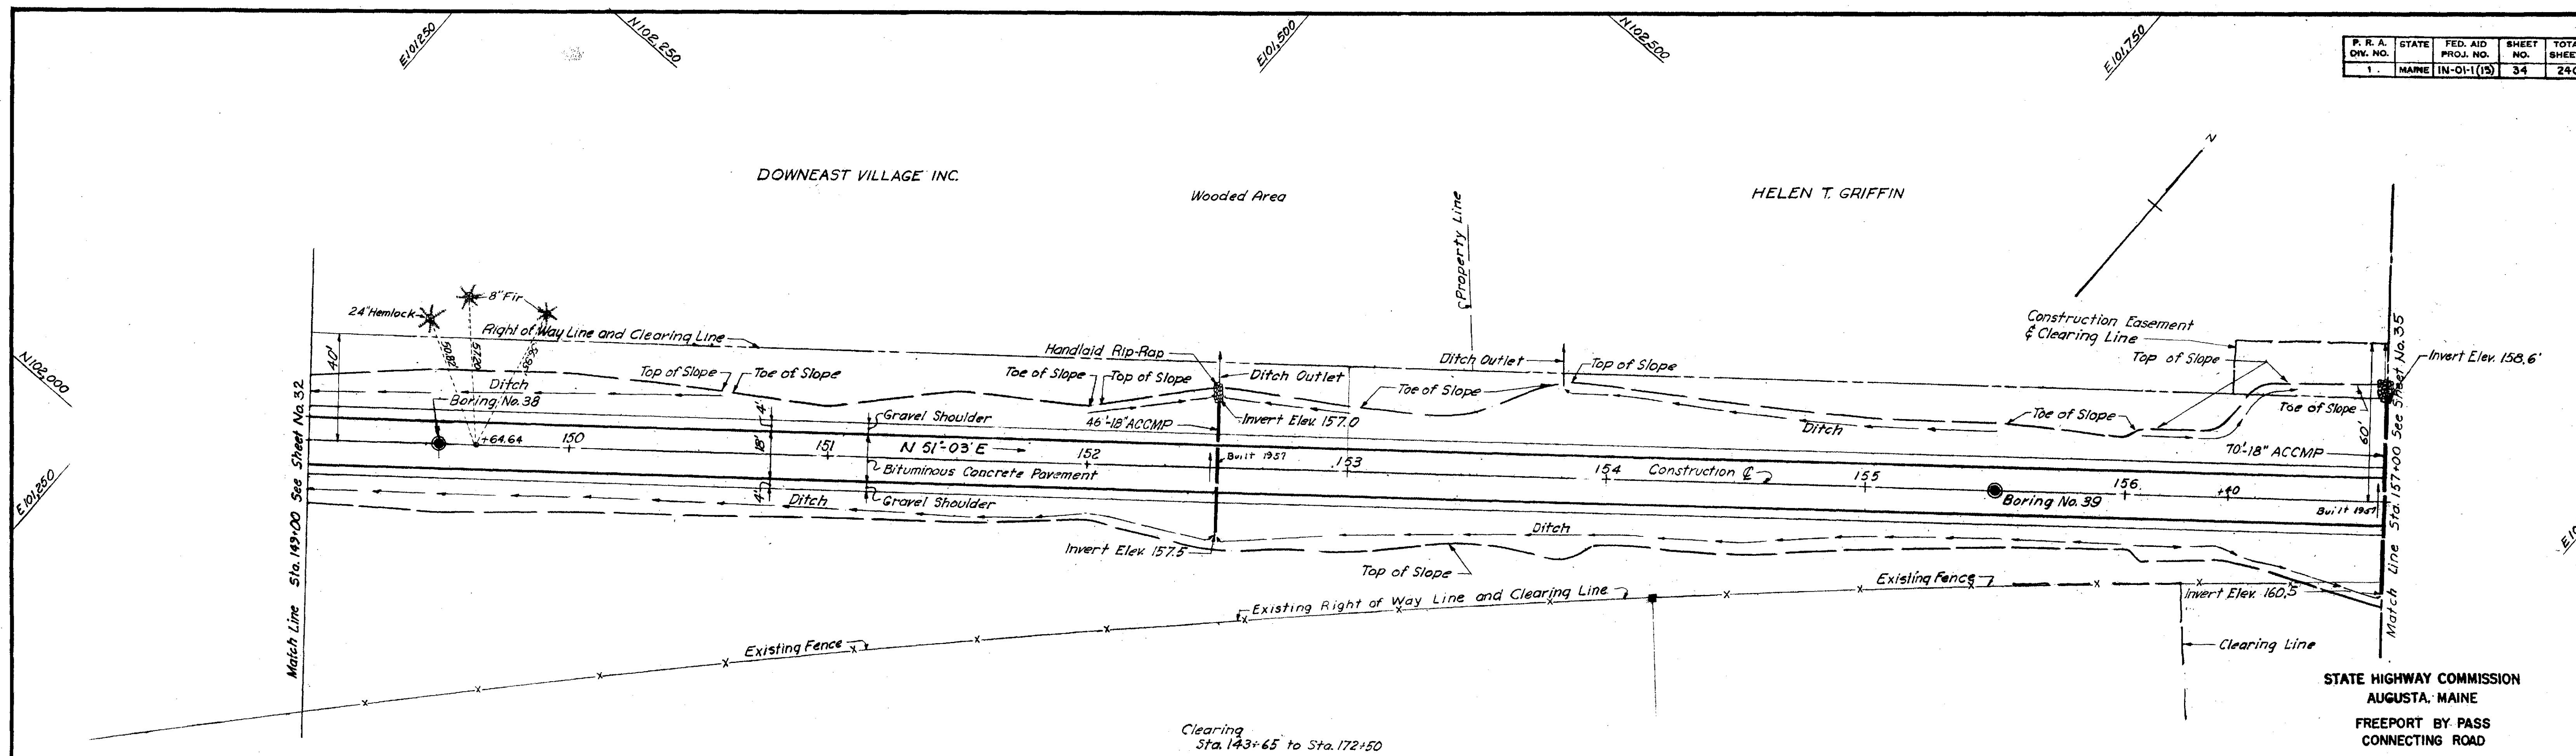 E101250
N102,250
E101,500
N102,500
E101,750
P. R. A. DIV. NO.
STATE
FED. AID PROJ. NO.
SHEET NO.
1.
MAINE
IN-01-1(15)
34
DOWNEAST VILLAGE INC.
Wooded Area
Property Line
HELEN T. GRIFFIN
N
24"Hemlock
8"Fir
Right of Way Line and Clearing Line
40'
57.20
Handlaid Rip-Rap
Ditch Outlet
Ditch Outlet
Top of Slope
Construction Easement
& Clearing Line
Top of Slope
Invert Elev. 158.6'
N102,000
Top of Slope
Toe of Slope
Toe of Slope
Top of Slope
Toe of Slope
Toe of Slope
Toe of Slope
Ditch
Boring No. 38
4'
Gravel Shoulder
46'-18" ACCMP
Invert Elev. 157.0
Ditch
60'
70'-18" ACCMP
+64.64
150
151
18'
N 51°-03' E
152
Built 1957
153
154
Construction ℄
155
156
+40
Bituminous Concrete Pavement
Boring No. 39
Built 1957
E101,250
Ditch
4'
Gravel Shoulder
Ditch
Invert Elev. 157.5
Top of Slope
Existing Fence
Invert Elev. 160.5
Existing Right of Way Line and Clearing Line
Existing Fence
Clearing Line
Match Line Sta. 149+00 See Sheet No. 32
Match Line Sta. 157+00 See Sheet No. 35
Clearing
Sta. 143+65 to Sta. 172+50
STATE HIGHWAY COMMISSION
AUGUSTA, MAINE
FREEPORT BY PASS
CONNECTING ROAD